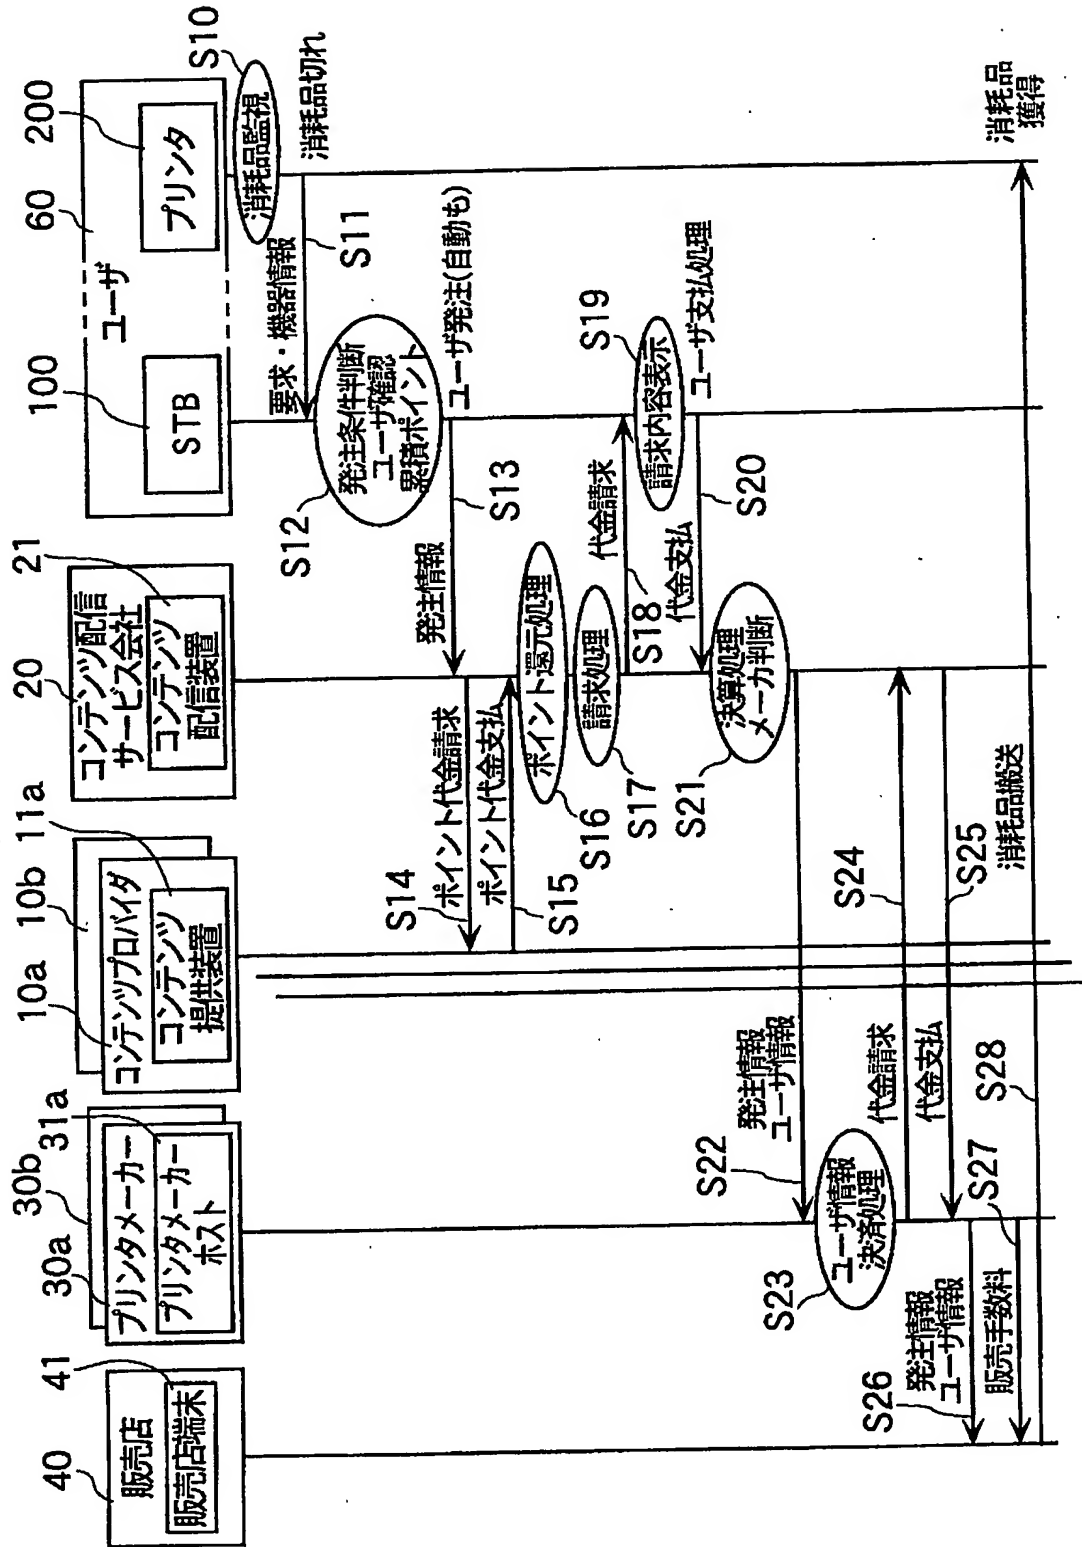 40
販売店
41
販売店端末
30b
30a
プリンタメーカー
31a
プリンタメーカー
ホスト
10b
10a
コンテンツプロバイダ
11a
コンテンツ
提供装置
20
コンテンツ配信
サービス会社
21
コンテンツ
配信装置
60
ユーザ
100
STB
200
プリンタ
消耗品監視
S10
消耗品切れ
要求・機器情報
S11
S12
発注条件判断
ユーザ確認
累積ポイント
ユーザ発注(自動も)
発注情報
S13
S14
ポイント代金請求
ポイント代金支払
S15
ポイント還元処理
S16
請求処理
S17
代金請求
S18
請求内容表示
S19
ユーザ支払処理
代金支払
S20
S21
決算処理
メーカ判断
S22
発注情報
ユーザ情報
S23
ユーザ情報
決済処理
代金請求
S24
代金支払
S25
S26
発注情報
ユーザ情報
販売手数料
S27
S28
消耗品搬送
消耗品
獲得